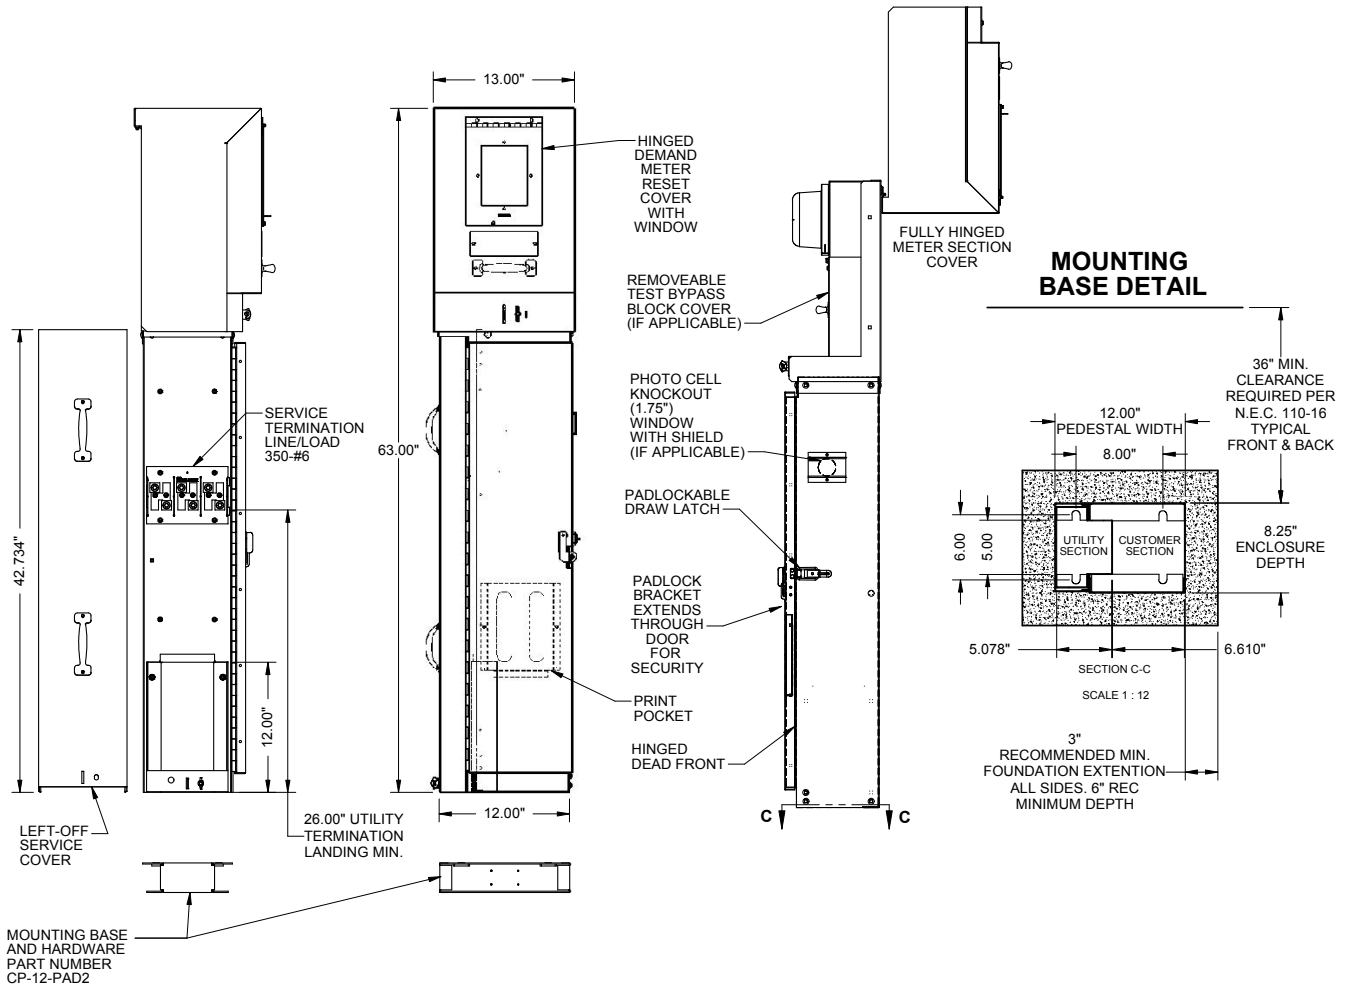 13.00"
HINGED
DEMAND
METER
RESET
COVER
WITH
WINDOW
FULLY HINGED
METER SECTION
COVER
MOUNTING
BASE DETAIL
REMOVEABLE
TEST BYPASS
BLOCK COVER
(IF APPLICABLE)
36" MIN.
CLEARANCE
REQUIRED PER
N.E.C. 110-16
TYPICAL
FRONT & BACK
PHOTO CELL
KNOCKOUT
(1.75")
WINDOW
WITH SHIELD
(IF APPLICABLE)
12.00"
PEDESTAL WIDTH
8.00"
SERVICE
TERMINATION
LINE/LOAD
350-#6
63.00"
PADLOCKABLE
DRAW LATCH
42.734"
6.00
5.00
UTILITY
SECTION
CUSTOMER
SECTION
8.25"
ENCLOSURE
DEPTH
PADLOCK
BRACKET
EXTENDS
THROUGH
DOOR
FOR
SECURITY
5.078"
6.610"
SECTION C-C
SCALE 1 : 12
12.00"
PRINT
POCKET
HINGED
DEAD FRONT
3"
RECOMMENDED MIN.
FOUNDATION EXTENTION
ALL SIDES. 6" REC
MINIMUM DEPTH
12.00"
C
C
LEFT-OFF
SERVICE
COVER
26.00" UTILITY
TERMINATION
LANDING MIN.
MOUNTING BASE
AND HARDWARE
PART NUMBER
CP-12-PAD2